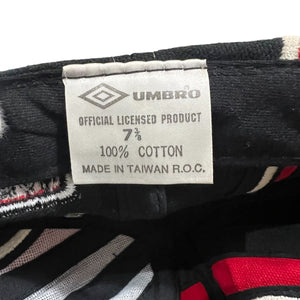 UMBRO
OFFICIAL LICENSED PRODUCT
7⅜
100% COTTON
MADE IN TAIWAN R.O.C.